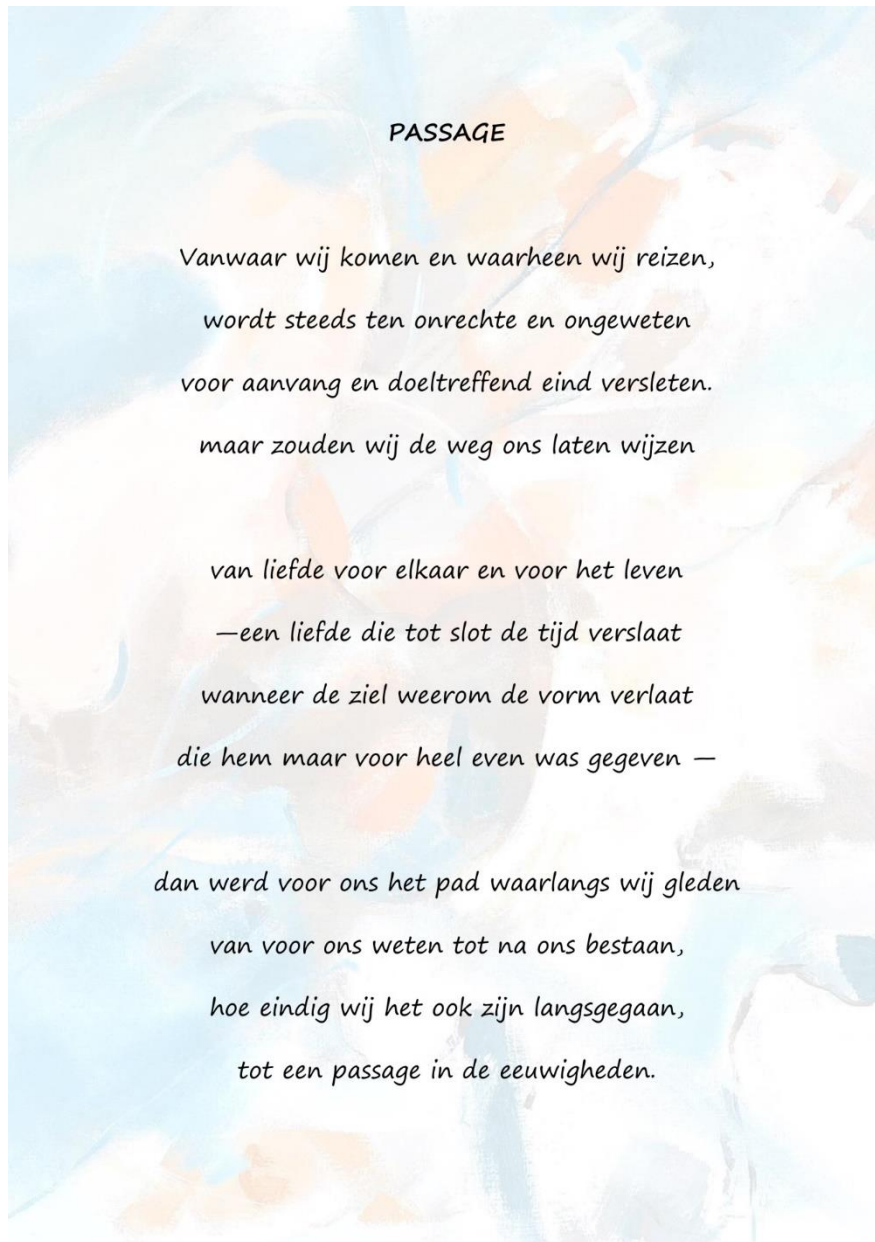 PASSAGE
Vanwaar wij komen en waarheen wij reizen,
wordt steeds ten onrechte en ongeweten
voor aanvang en doeltreffend eind versleten.
maar zouden wij de weg ons laten wijzen
van liefde voor elkaar en voor het leven
—een liefde die tot slot de tijd verslaat
wanneer de ziel weerom de vorm verlaat
die hem maar voor heel even was gegeven —
dan werd voor ons het pad waarlangs wij gleden
van voor ons weten tot na ons bestaan,
hoe eindig wij het ook zijn langsgegaan,
tot een passage in de eeuwigheden.